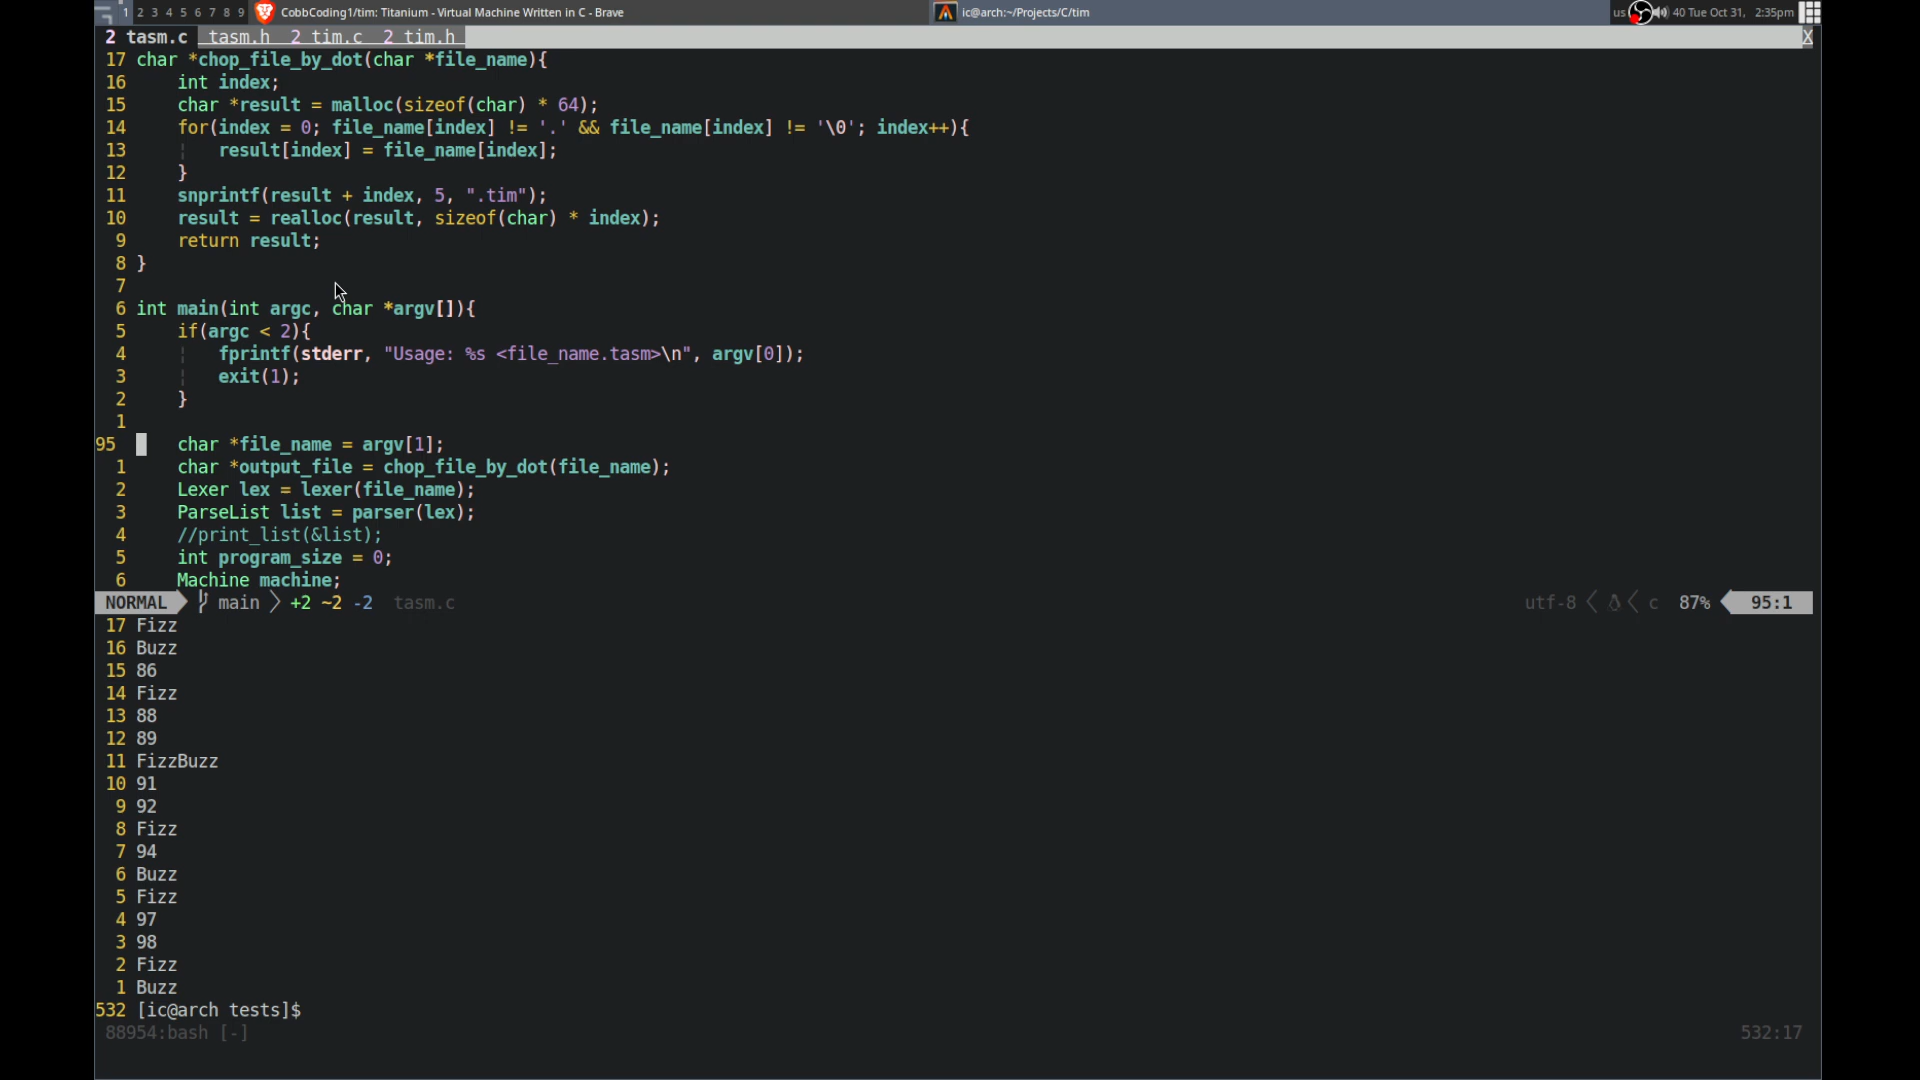 1 2 3 4 5 6 7 8 9 CobbCoding1/tim: Titanium - Virtual Machine Written in C - Brave ic@arch:~/Projects/C/tim us 40 Tue Oct 31, 2:35pm
2 tasm.c tasm.h 2 tim.c 2 tim.h X
17 char *chop_file_by_dot(char *file_name){
16     int index;
15     char *result = malloc(sizeof(char) * 64);
14     for(index = 0; file_name[index] != '.' && file_name[index] != '\0'; index++){
13     ¦   result[index] = file_name[index];
12     }
11     snprintf(result + index, 5, ".tim");
10     result = realloc(result, sizeof(char) * index);
9     return result;
8 }
7
6 int main(int argc, char *argv[]){
5     if(argc < 2){
4     ¦   fprintf(stderr, "Usage: %s <file_name.tasm>\n", argv[0]);
3     ¦   exit(1);
2     }
1
95     char *file_name = argv[1];
1     char *output_file = chop_file_by_dot(file_name);
2     Lexer lex = lexer(file_name);
3     ParseList list = parser(lex);
4     //print_list(&list);
5     int program_size = 0;
6     Machine machine;
NORMAL main +2 ~2 -2 tasm.c utf-8 c 87% 95:1
17 Fizz
16 Buzz
15 86
14 Fizz
13 88
12 89
11 FizzBuzz
10 91
9 92
8 Fizz
7 94
6 Buzz
5 Fizz
4 97
3 98
2 Fizz
1 Buzz
532 [ic@arch tests]$
88954:bash [-] 532:17